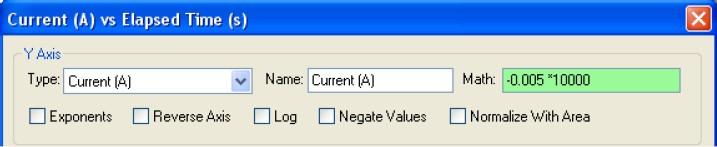 Current (A) vs Elapsed Time (s)
Y Axis
Type: Current (A) Name: Current (A) Math: -0.005 *10000
Exponents Reverse Axis Log Negate Values Normalize With Area